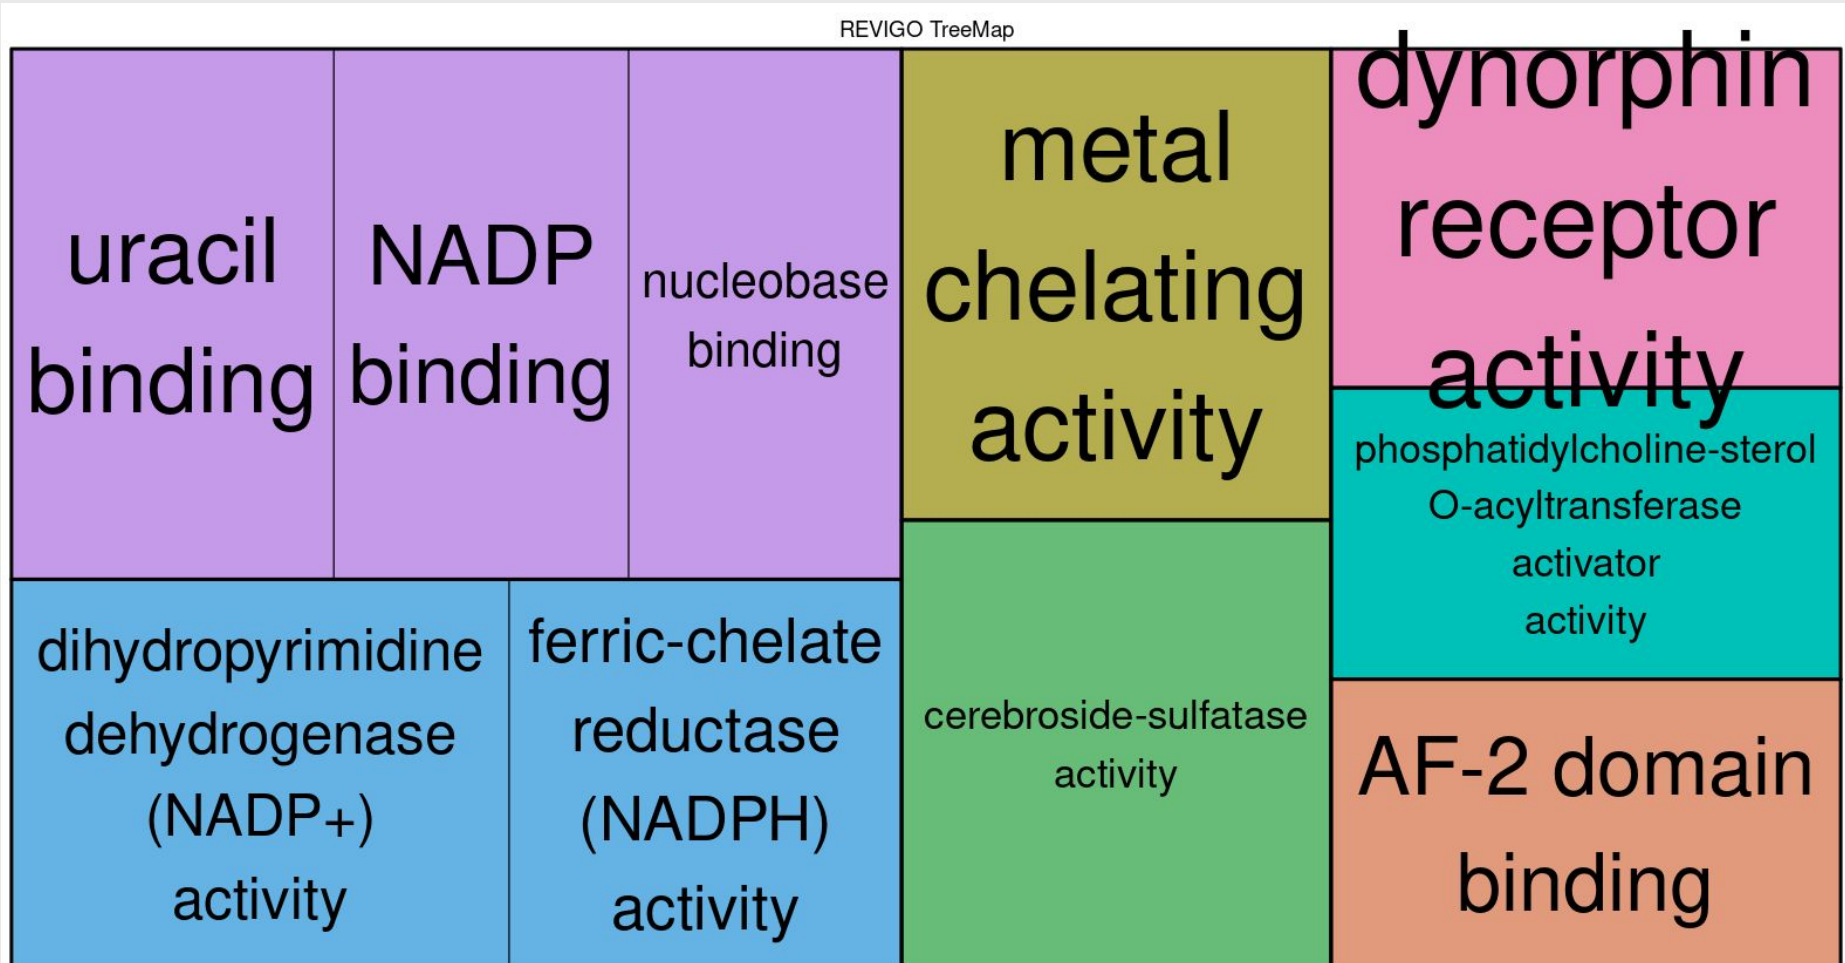 REVIGO TreeMap
uracil
binding
NADP
binding
nucleobase
binding
metal
chelating
activity
dynorphin
receptor
activity
phosphatidylcholine-sterol
O-acyltransferase
activator
activity
dihydropyrimidine
dehydrogenase
(NADP+)
activity
ferric-chelate
reductase
(NADPH)
activity
cerebroside-sulfatase
activity
AF-2 domain
binding